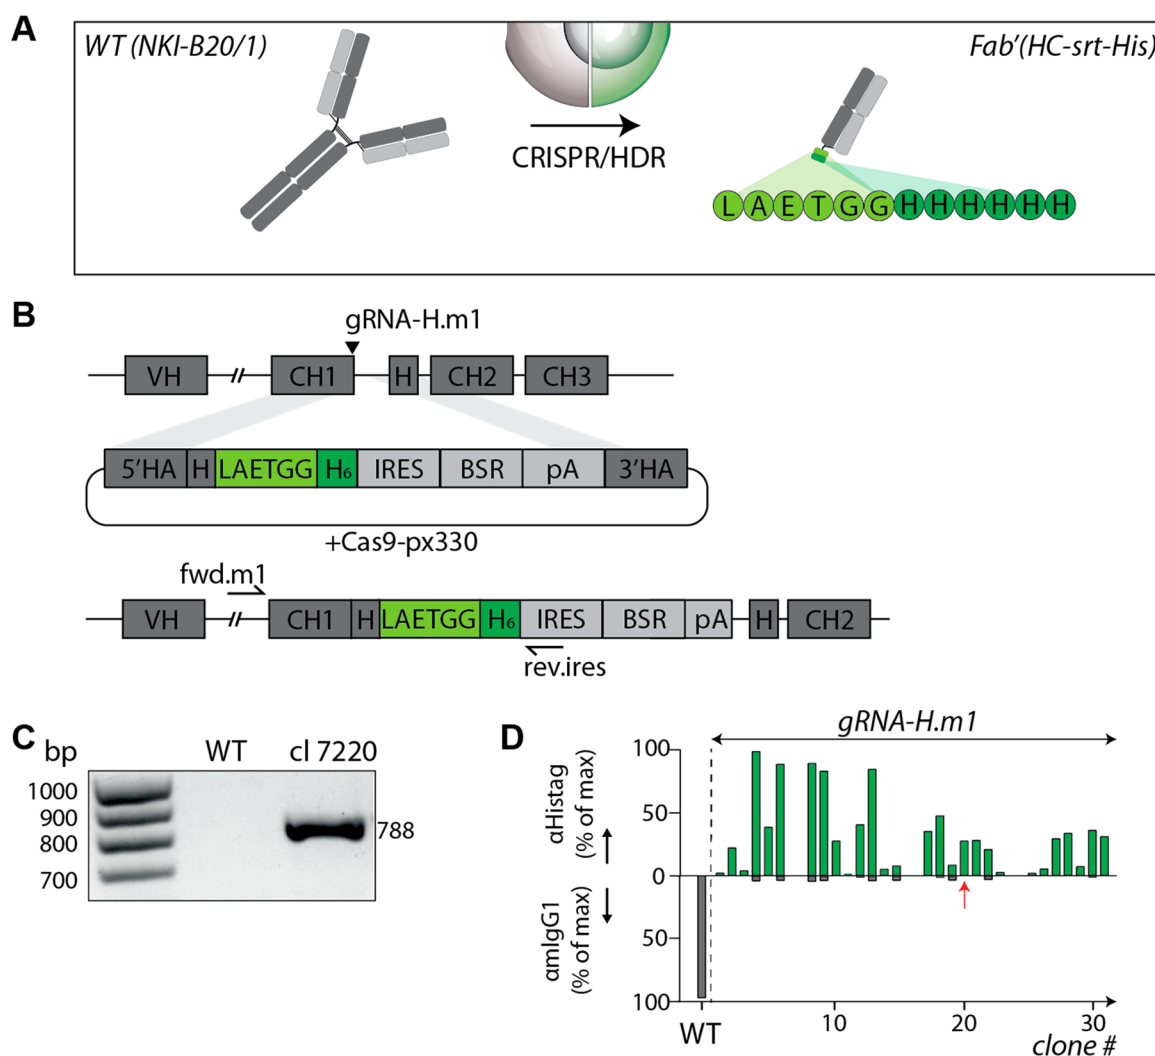 A
WT (NKI-B20/1)
Fab'(HC-srt-His)
CRISPR/HDR
L A E T G G H H H H H H
B
gRNA-H.m1
VH // CH1 H CH2 CH3
5'HA H LAETGG H₆ IRES BSR pA 3'HA
+Cas9-px330
fwd.m1
VH // CH1 H LAETGG H₆ IRES BSR pA H CH2
rev.ires
C
bp WT cl 7220
1000
900
800
700
788
D
gRNA-H.m1
αHistag
(% of max)
αmIgG1
(% of max)
100
50
0
50
100
WT 10 20 30
clone #